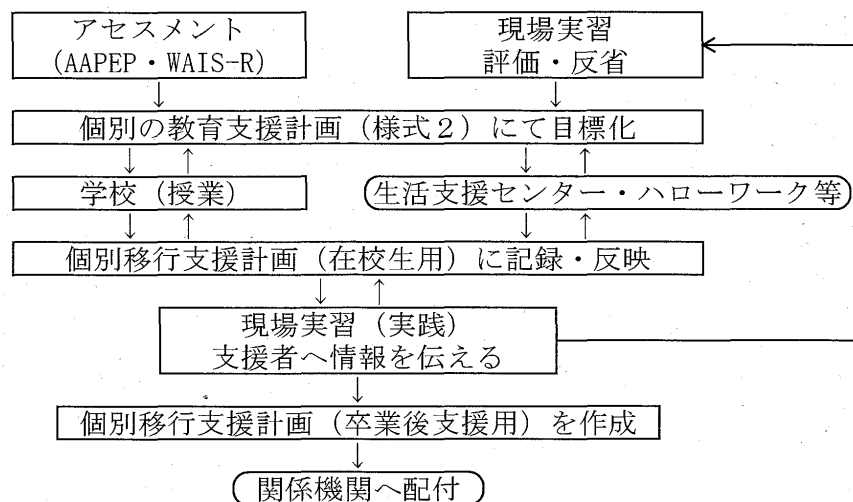 アセスメント
(AAPEP・WAIS-R)
現場実習
評価・反省
個別の教育支援計画（様式２）にて目標化
学校（授業）
生活支援センター・ハローワーク等
個別移行支援計画（在校生用）に記録・反映
現場実習（実践）
支援者へ情報を伝える
個別移行支援計画（卒業後支援用）を作成
関係機関へ配付